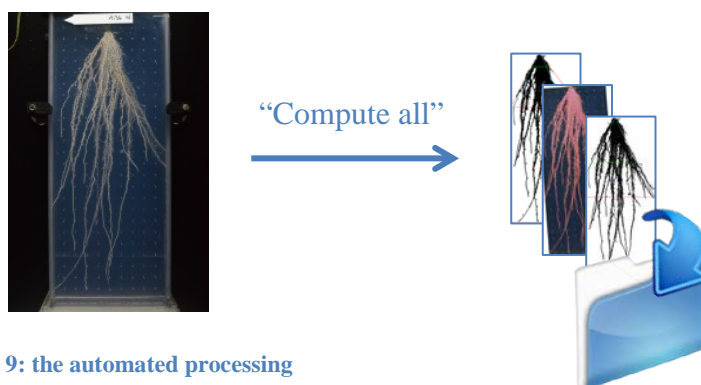 “Compute all”
9: the automated processing